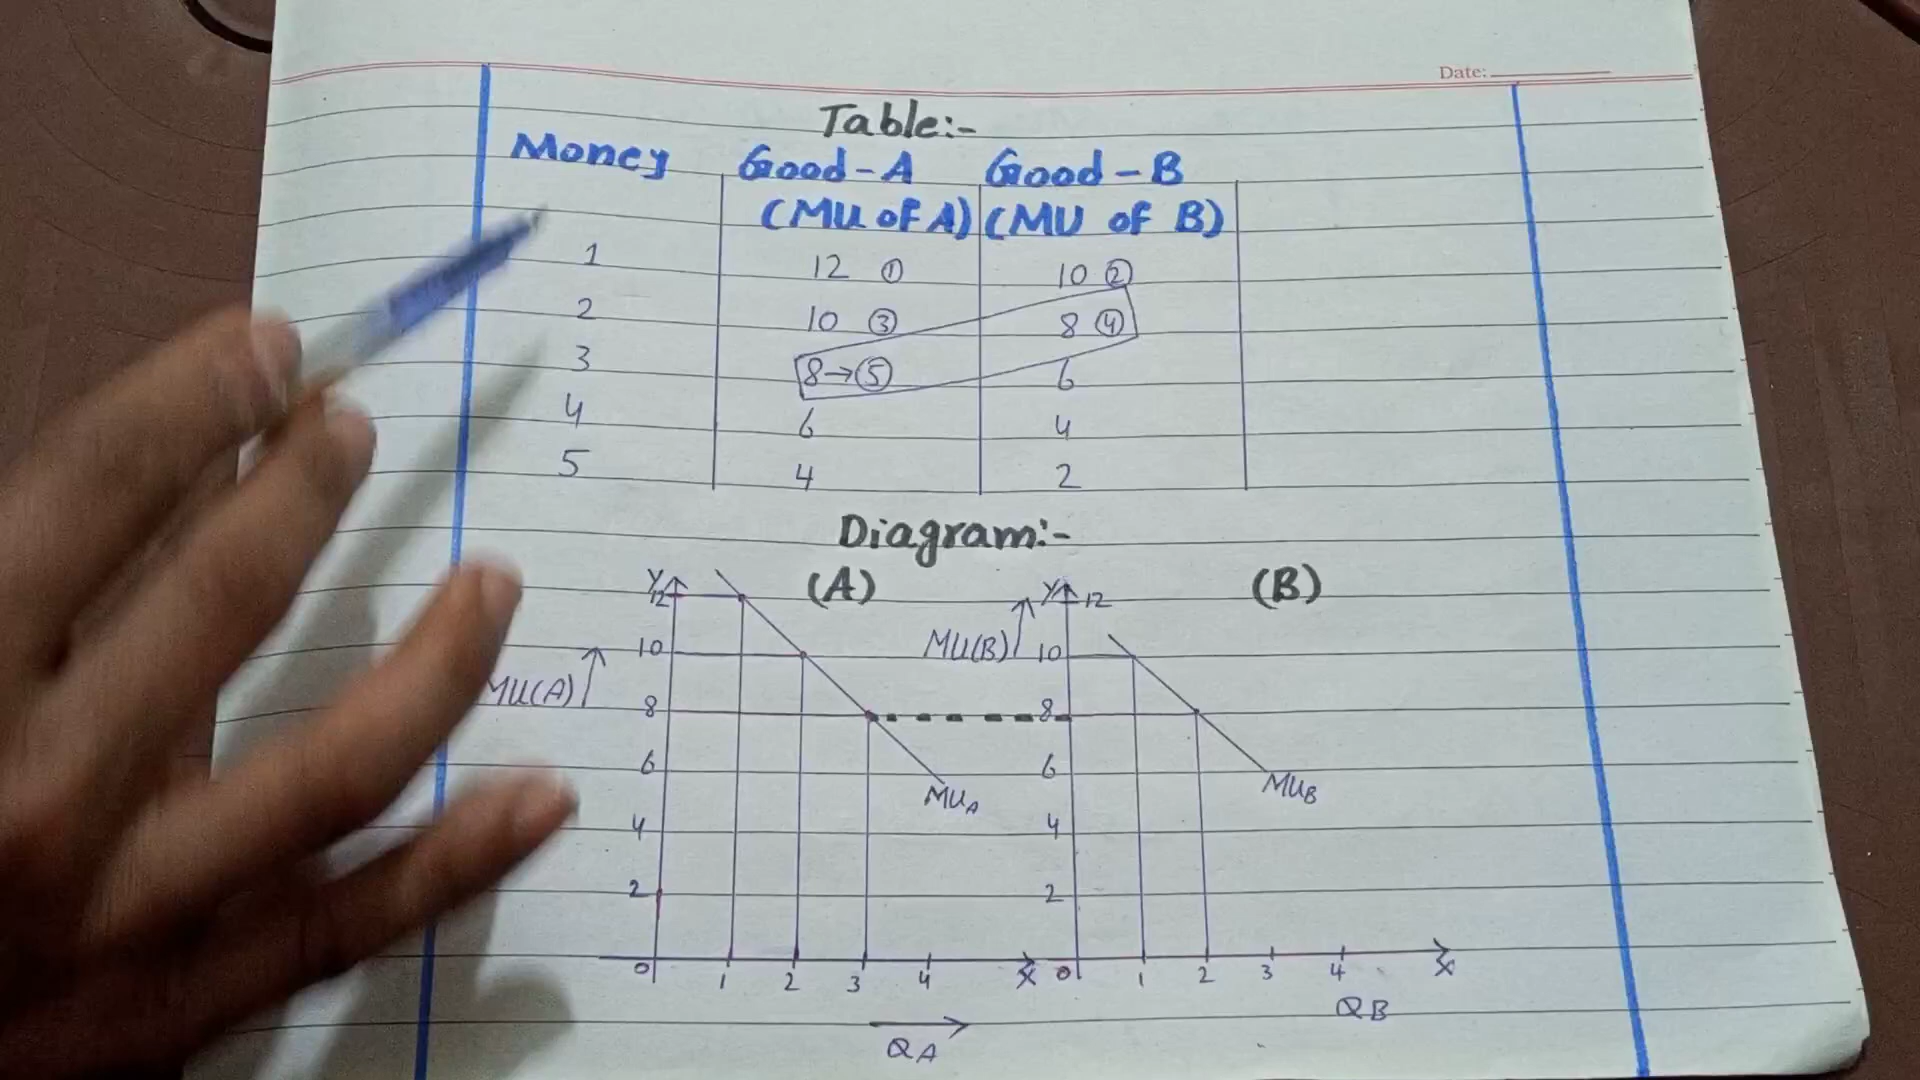 Date:
Table:-
Money Good-A Good-B
(MU of A) (MU of B)
1 12 ① 10 ②
2 10 ③ 8 ④
3 8→⑤ 6
4 6 4
5 4 2
Diagram:-
(A) (B)
Y Y
12 12
MU(B) 10 10
MU(A) 8 8
6 6
MUA MUB
4 4
2 2
0 1 2 3 4 X 0 1 2 3 4 X
QB
QA